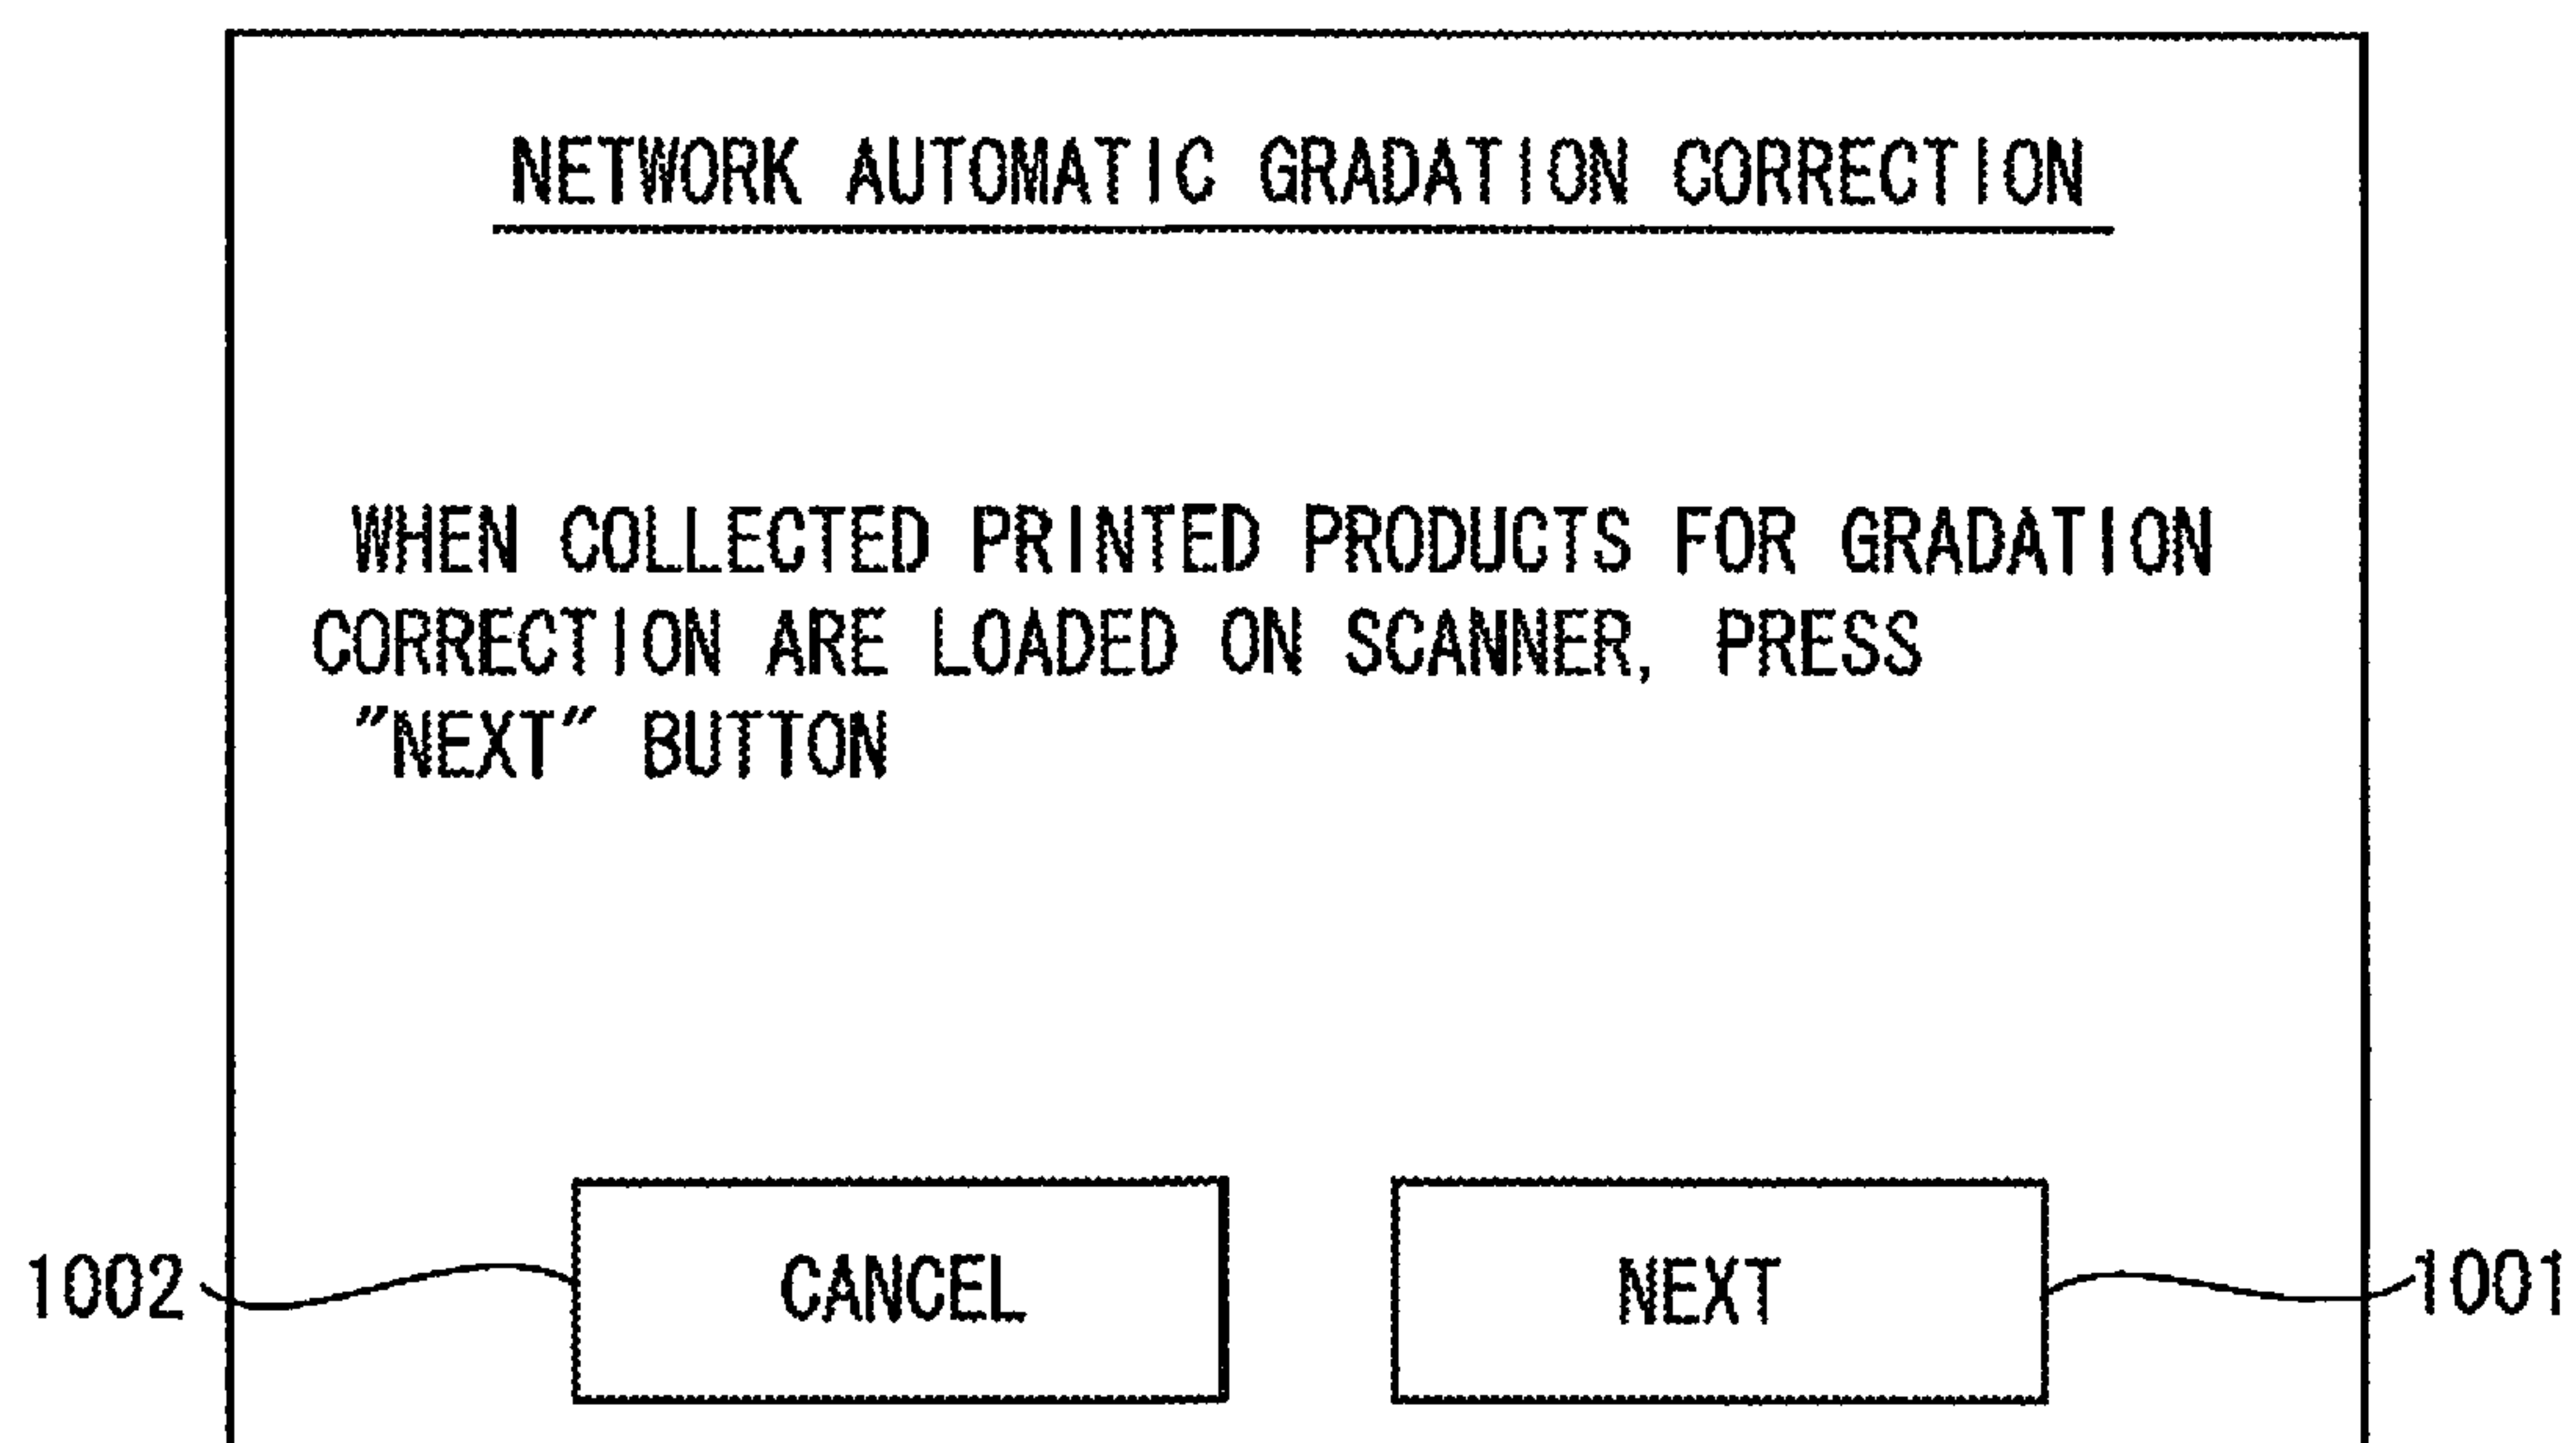 NETWORK AUTOMATIC GRADATION CORRECTION
WHEN COLLECTED PRINTED PRODUCTS FOR GRADATION
CORRECTION ARE LOADED ON SCANNER, PRESS
"NEXT" BUTTON
1002
CANCEL
NEXT
1001